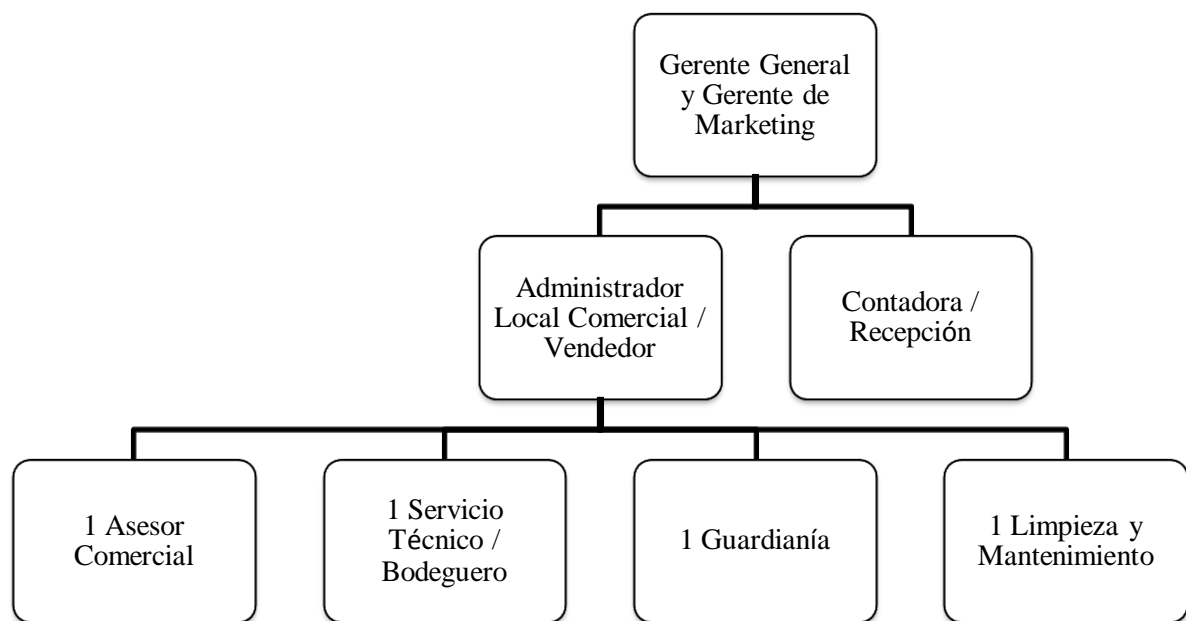 Gerente General
y Gerente de
Marketing
Administrador
Local Comercial /
Vendedor
Contadora /
Recepción
1 Asesor
Comercial
1 Servicio
Técnico /
Bodeguero
1 Guardianía
1 Limpieza y
Mantenimiento